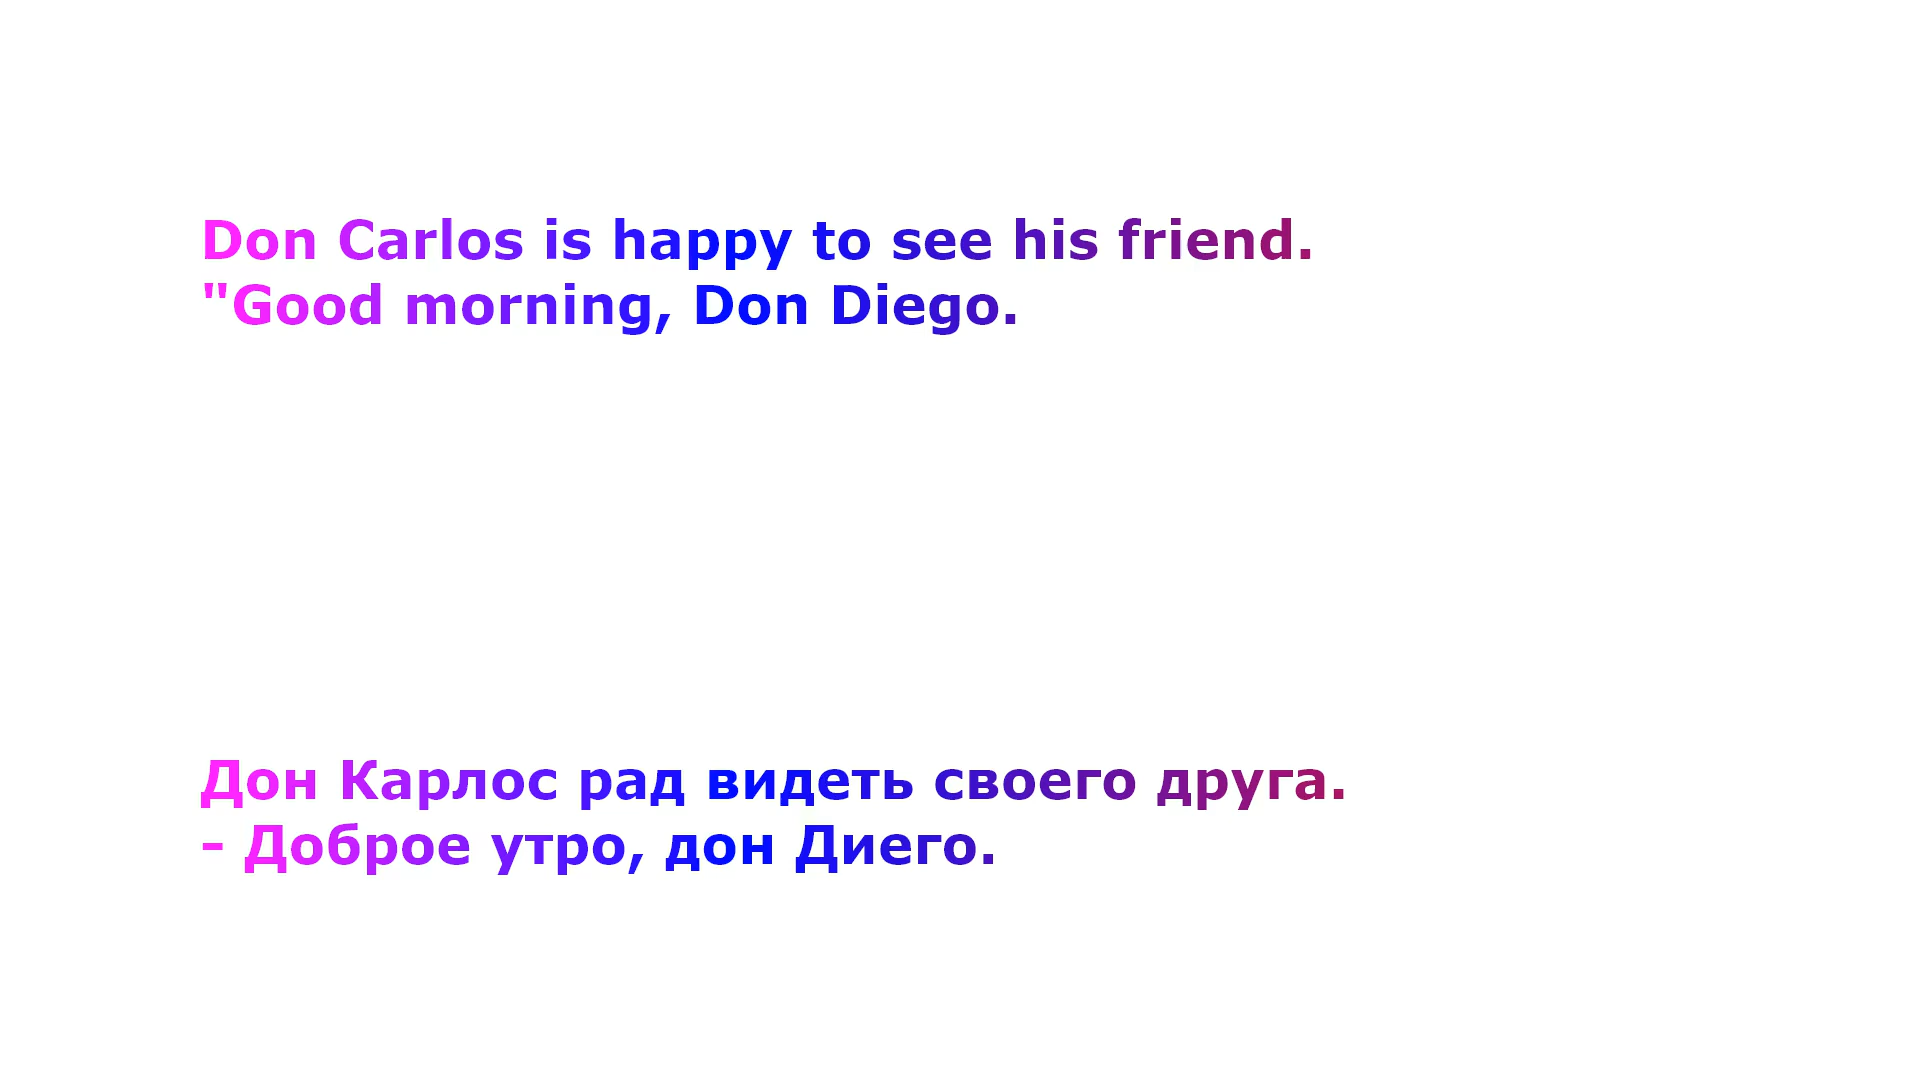 Don Carlos is happy to see his friend.
"Good morning, Don Diego.
Дон Карлос рад видеть своего друга.
- Доброе утро, дон Диего.